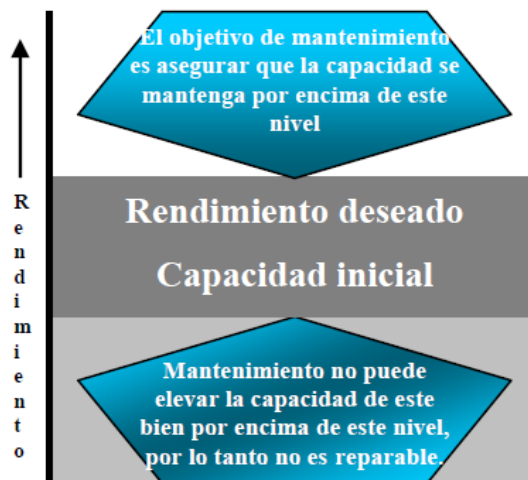 El objetivo de mantenimiento
es asegurar que la capacidad se
mantenga por encima de este
nivel
Rendimiento
Rendimiento deseado
Capacidad inicial
Mantenimiento no puede
elevar la capacidad de este
bien por encima de este nivel,
por lo tanto no es reparable.